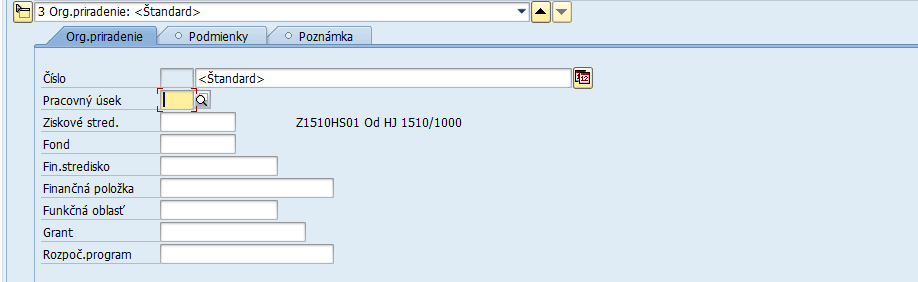 3 Org.priradenie: <Štandard>
Org.priradenie Podmienky Poznámka
Číslo <Štandard> 12
Pracovný úsek
Ziskové stred. Z1510HS01 Od HJ 1510/1000
Fond
Fin.stredisko
Finančná položka
Funkčná oblasť
Grant
Rozpoč.program